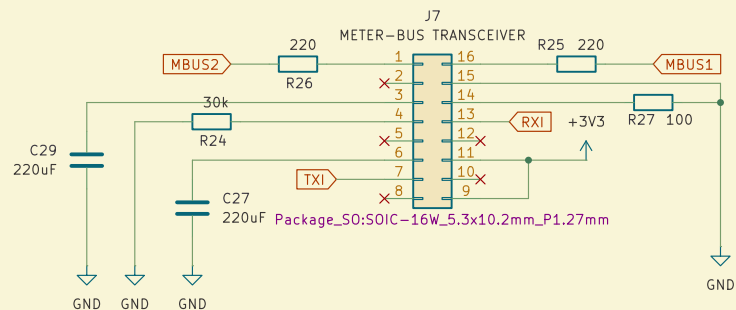 J7
METER-BUS TRANSCEIVER
MBUS2
220
R26
1
16
R25 220
MBUS1
2
15
30k
3
14
R27 100
R24
4
13
RXI
+3V3
C29
220uF
5
12
6
11
TXI
7
10
8
9
C27
220uF
Package_SO:SOIC-16W_5.3x10.2mm_P1.27mm
GND
GND
GND
GND